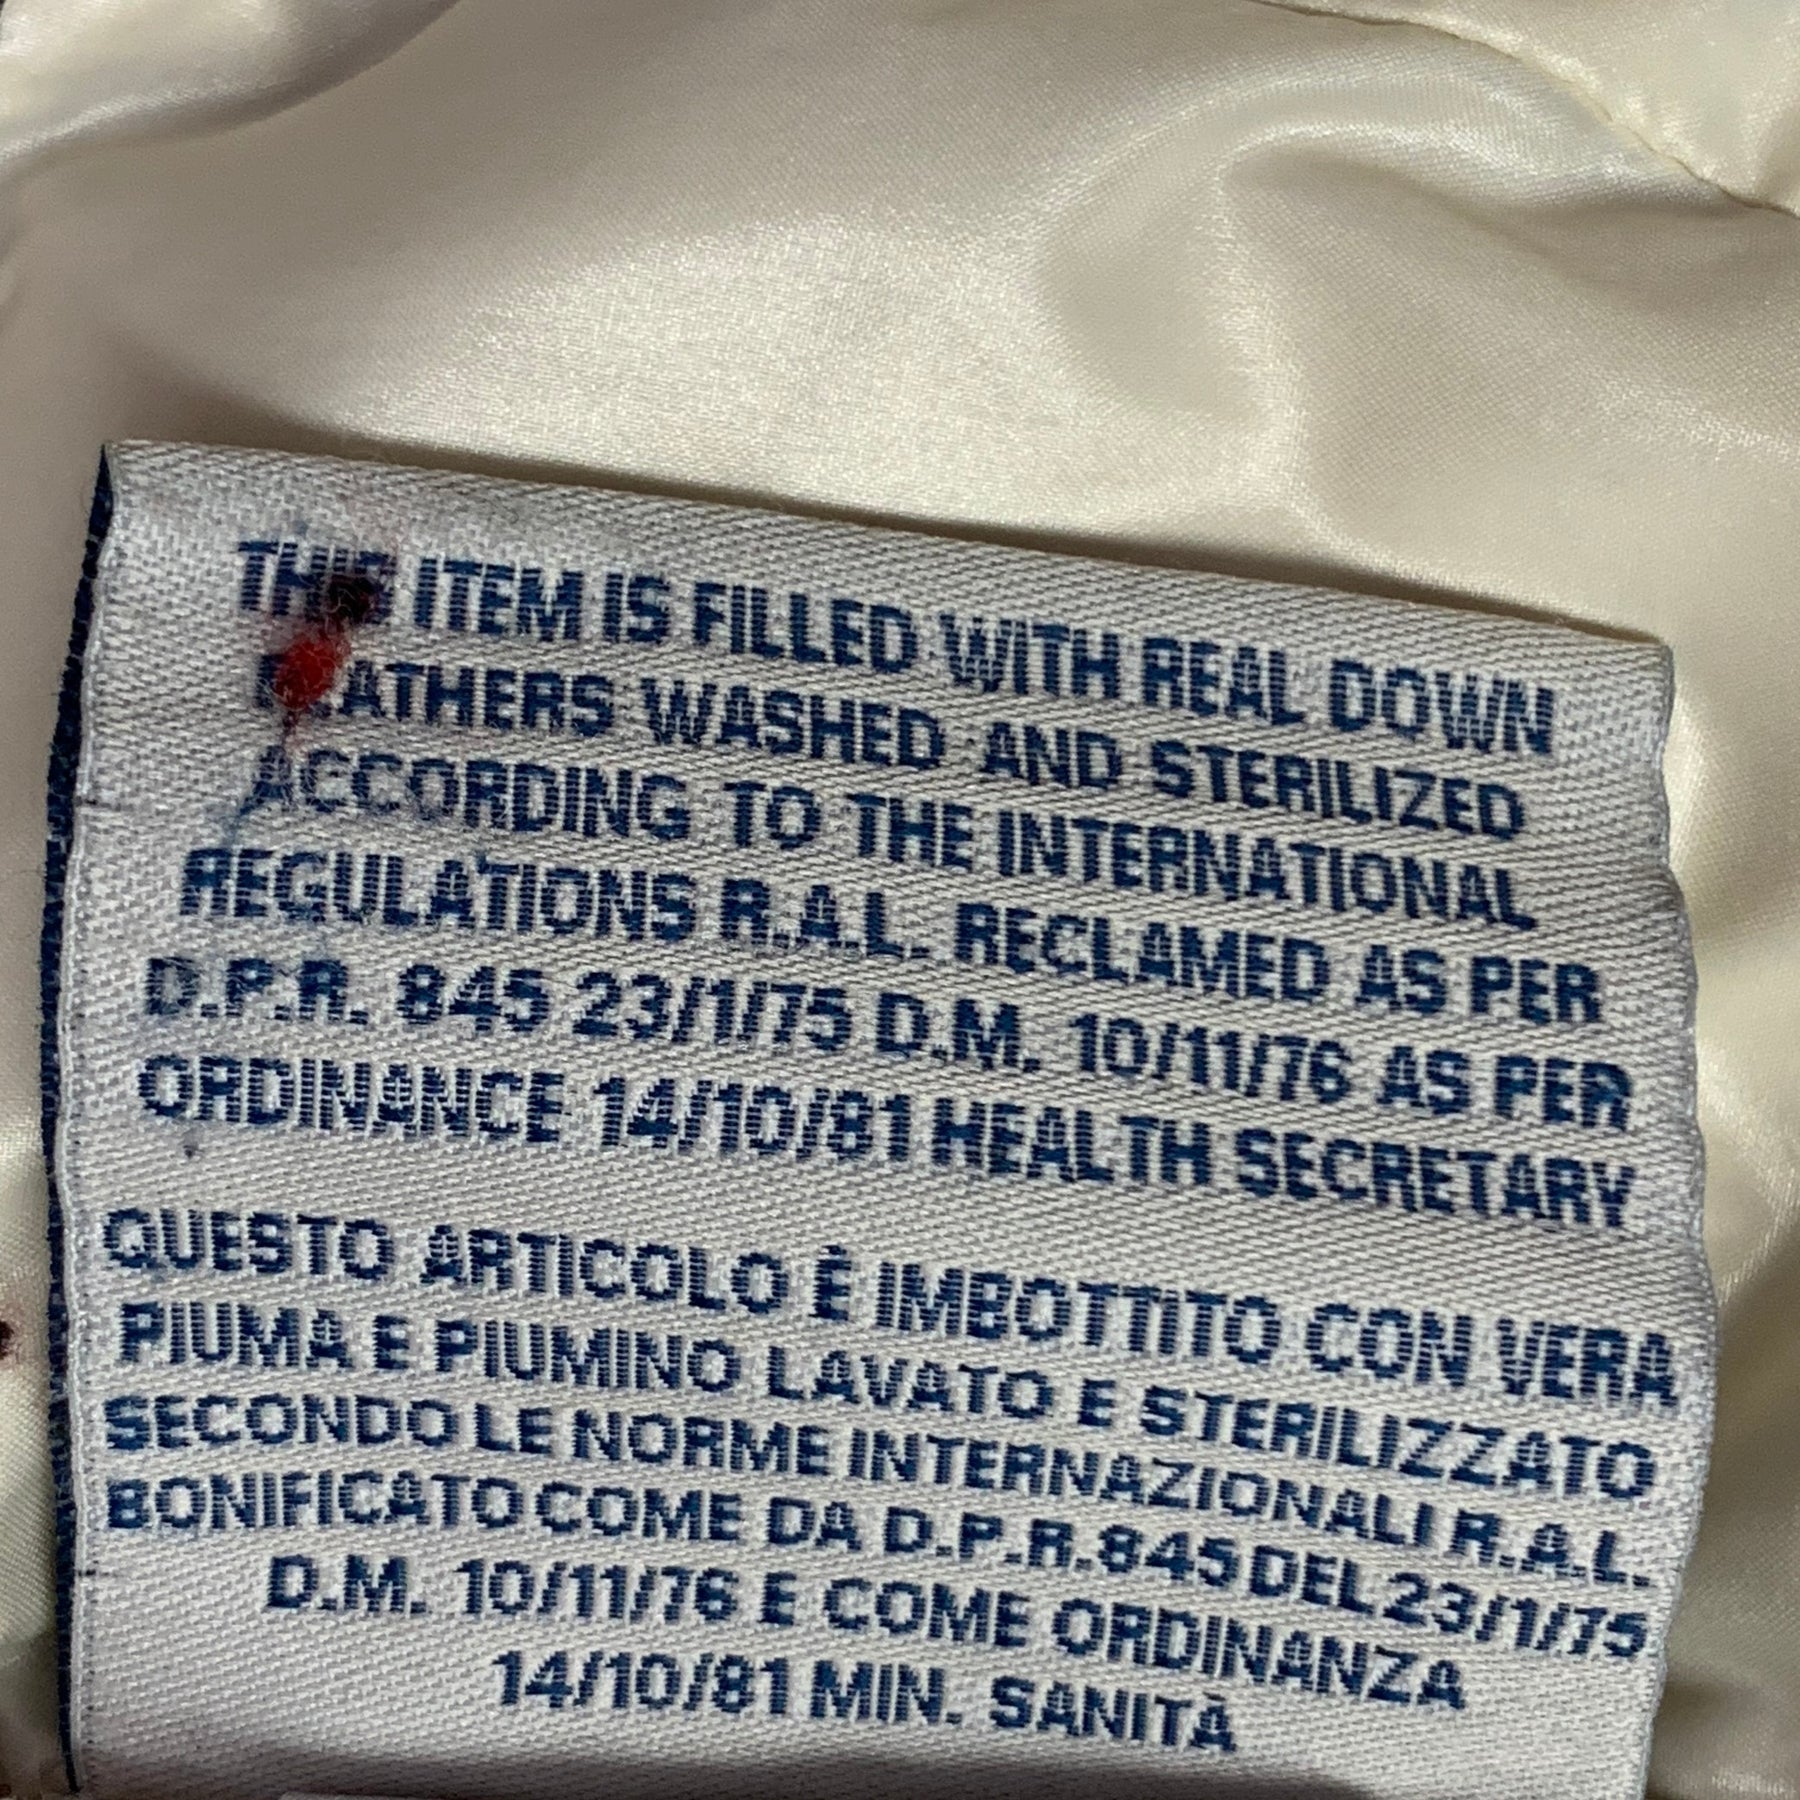 THIS ITEM IS FILLED WITH REAL DOWN
FEATHERS WASHED AND STERILIZED
ACCORDING TO THE INTERNATIONAL
REGULATIONS R.A.L. RECLAMED AS PER
D.P.R. 845 23/1/75 D.M. 10/11/76 AS PER
ORDINANCE 14/10/81 HEALTH SECRETARY
QUESTO ARTICOLO È IMBOTTITO CON VERA
PIUMA E PIUMINO LAVATO E STERILIZZATO
SECONDO LE NORME INTERNAZIONALI R.A.L.
BONIFICATO COME DA D.P.R. 845 DEL 23/1/75
D.M. 10/11/76 E COME ORDINANZA
14/10/81 MIN. SANITÀ